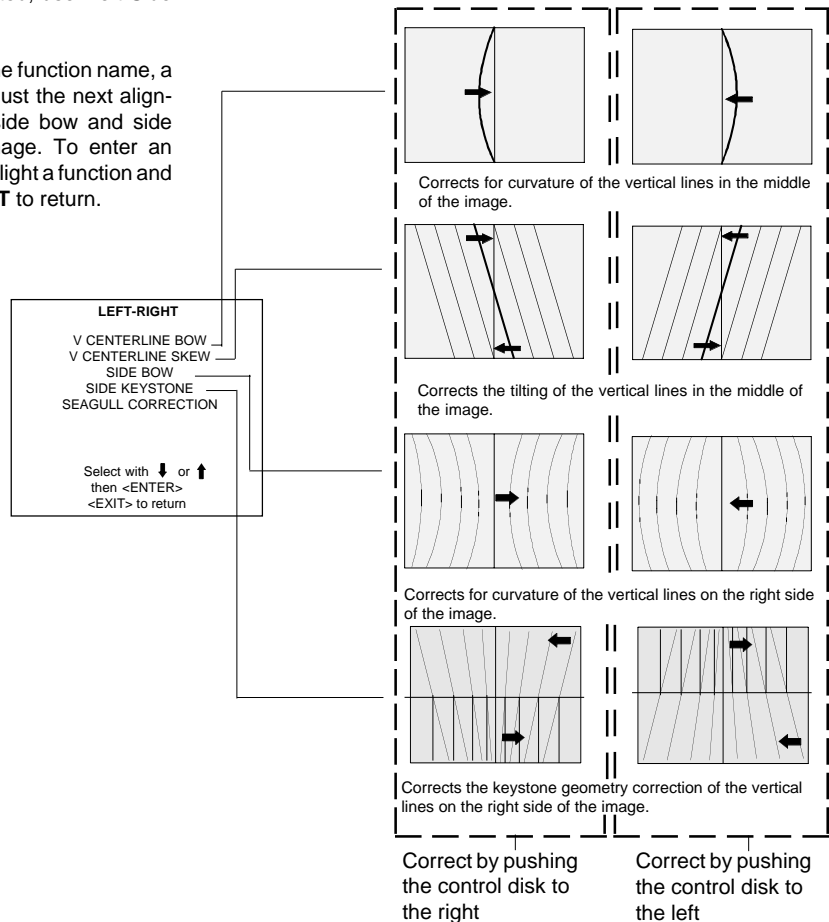 e function name, a
ust the next align-
ide bow and side
age. To enter an
light a function and
T to return.
LEFT-RIGHT
V CENTERLINE BOW
V CENTERLINE SKEW
SIDE BOW
SIDE KEYSTONE
SEAGULL CORRECTION
Select with or
then <ENTER>
<EXIT> to return
Corrects for curvature of the vertical lines in the middle
of the image.
Corrects the tilting of the vertical lines in the middle of
the image.
Corrects for curvature of the vertical lines on the right side
of the image.
Corrects the keystone geometry correction of the vertical
lines on the right side of the image.
Correct by pushing
the control disk to
the right
Correct by pushing
the control disk to
the left